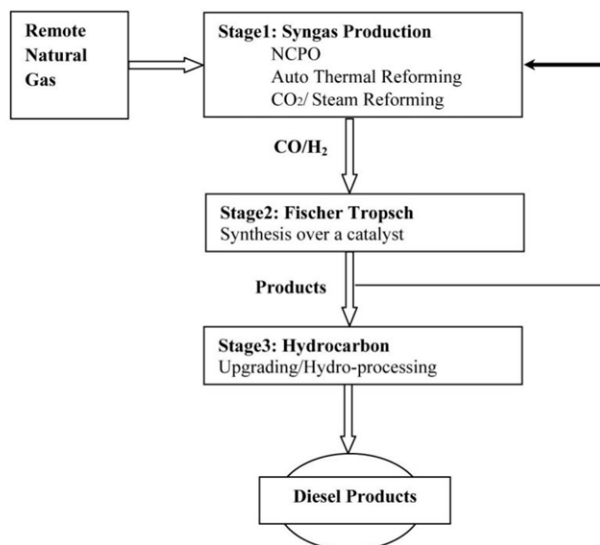 Remote
Natural
Gas
Stage1: Syngas Production
NCPO
Auto Thermal Reforming
CO₂/ Steam Reforming
CO/H₂
Stage2: Fischer Tropsch
Synthesis over a catalyst
Products
Stage3: Hydrocarbon
Upgrading/Hydro-processing
Diesel Products